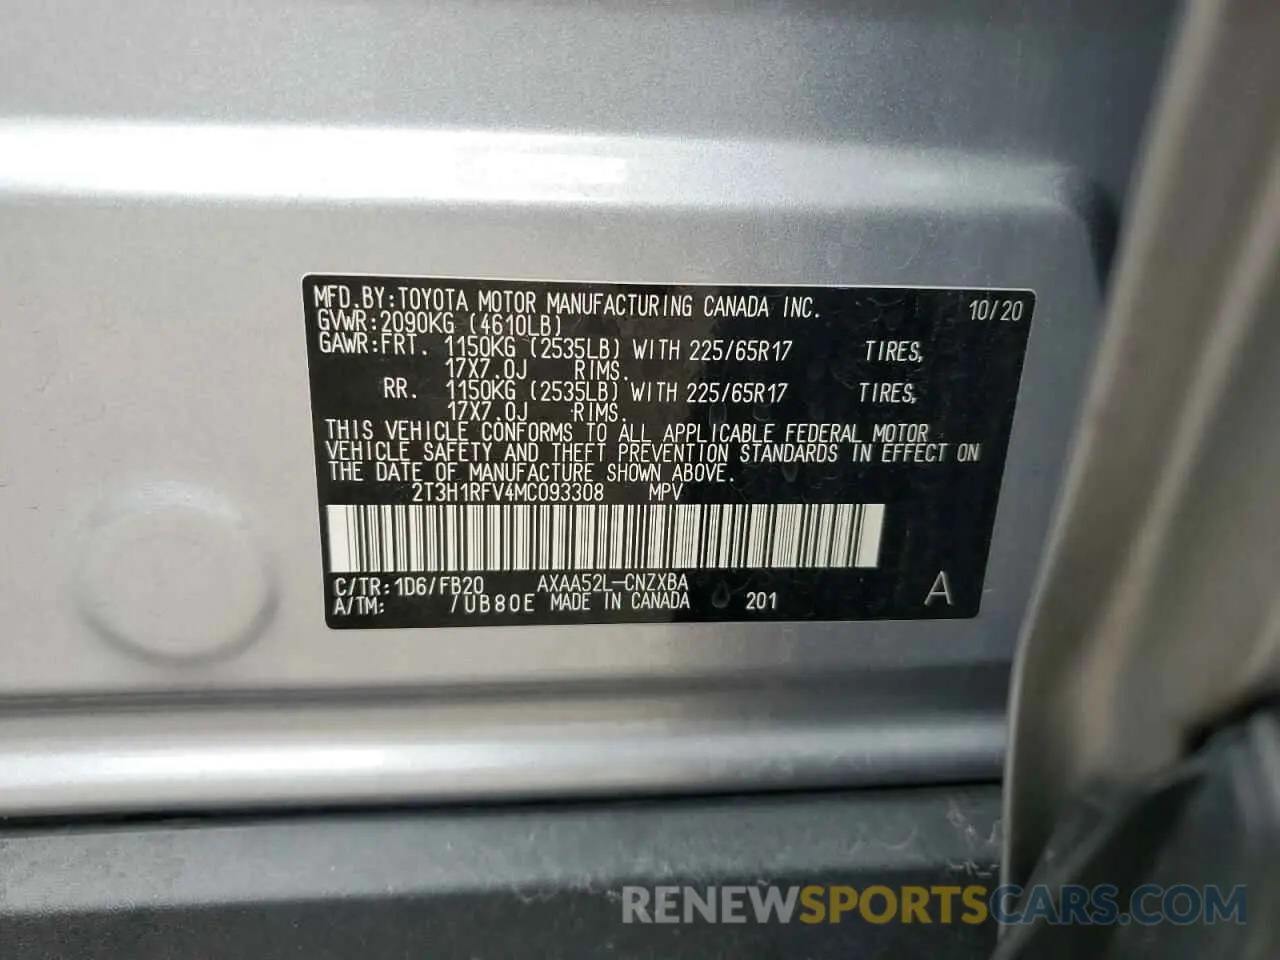 MFD.BY:TOYOTA MOTOR MANUFACTURING CANADA INC. 10/20
GVWR:2090KG (4610LB)
GAWR:FRT. 1150KG (2535LB) WITH 225/65R17 TIRES,
17X7.0J RIMS.
RR. 1150KG (2535LB) WITH 225/65R17 TIRES,
17X7.0J RIMS.
THIS VEHICLE CONFORMS TO ALL APPLICABLE FEDERAL MOTOR
VEHICLE SAFETY AND THEFT PREVENTION STANDARDS IN EFFECT ON
THE DATE OF MANUFACTURE SHOWN ABOVE.
2T3H1RFV4MC093308 MPV
C/TR:1D6/FB20 AXAA52L-CNZXBA
A/TM: /UB80E MADE IN CANADA 201 A
RENEWSPORTSCARS.COM